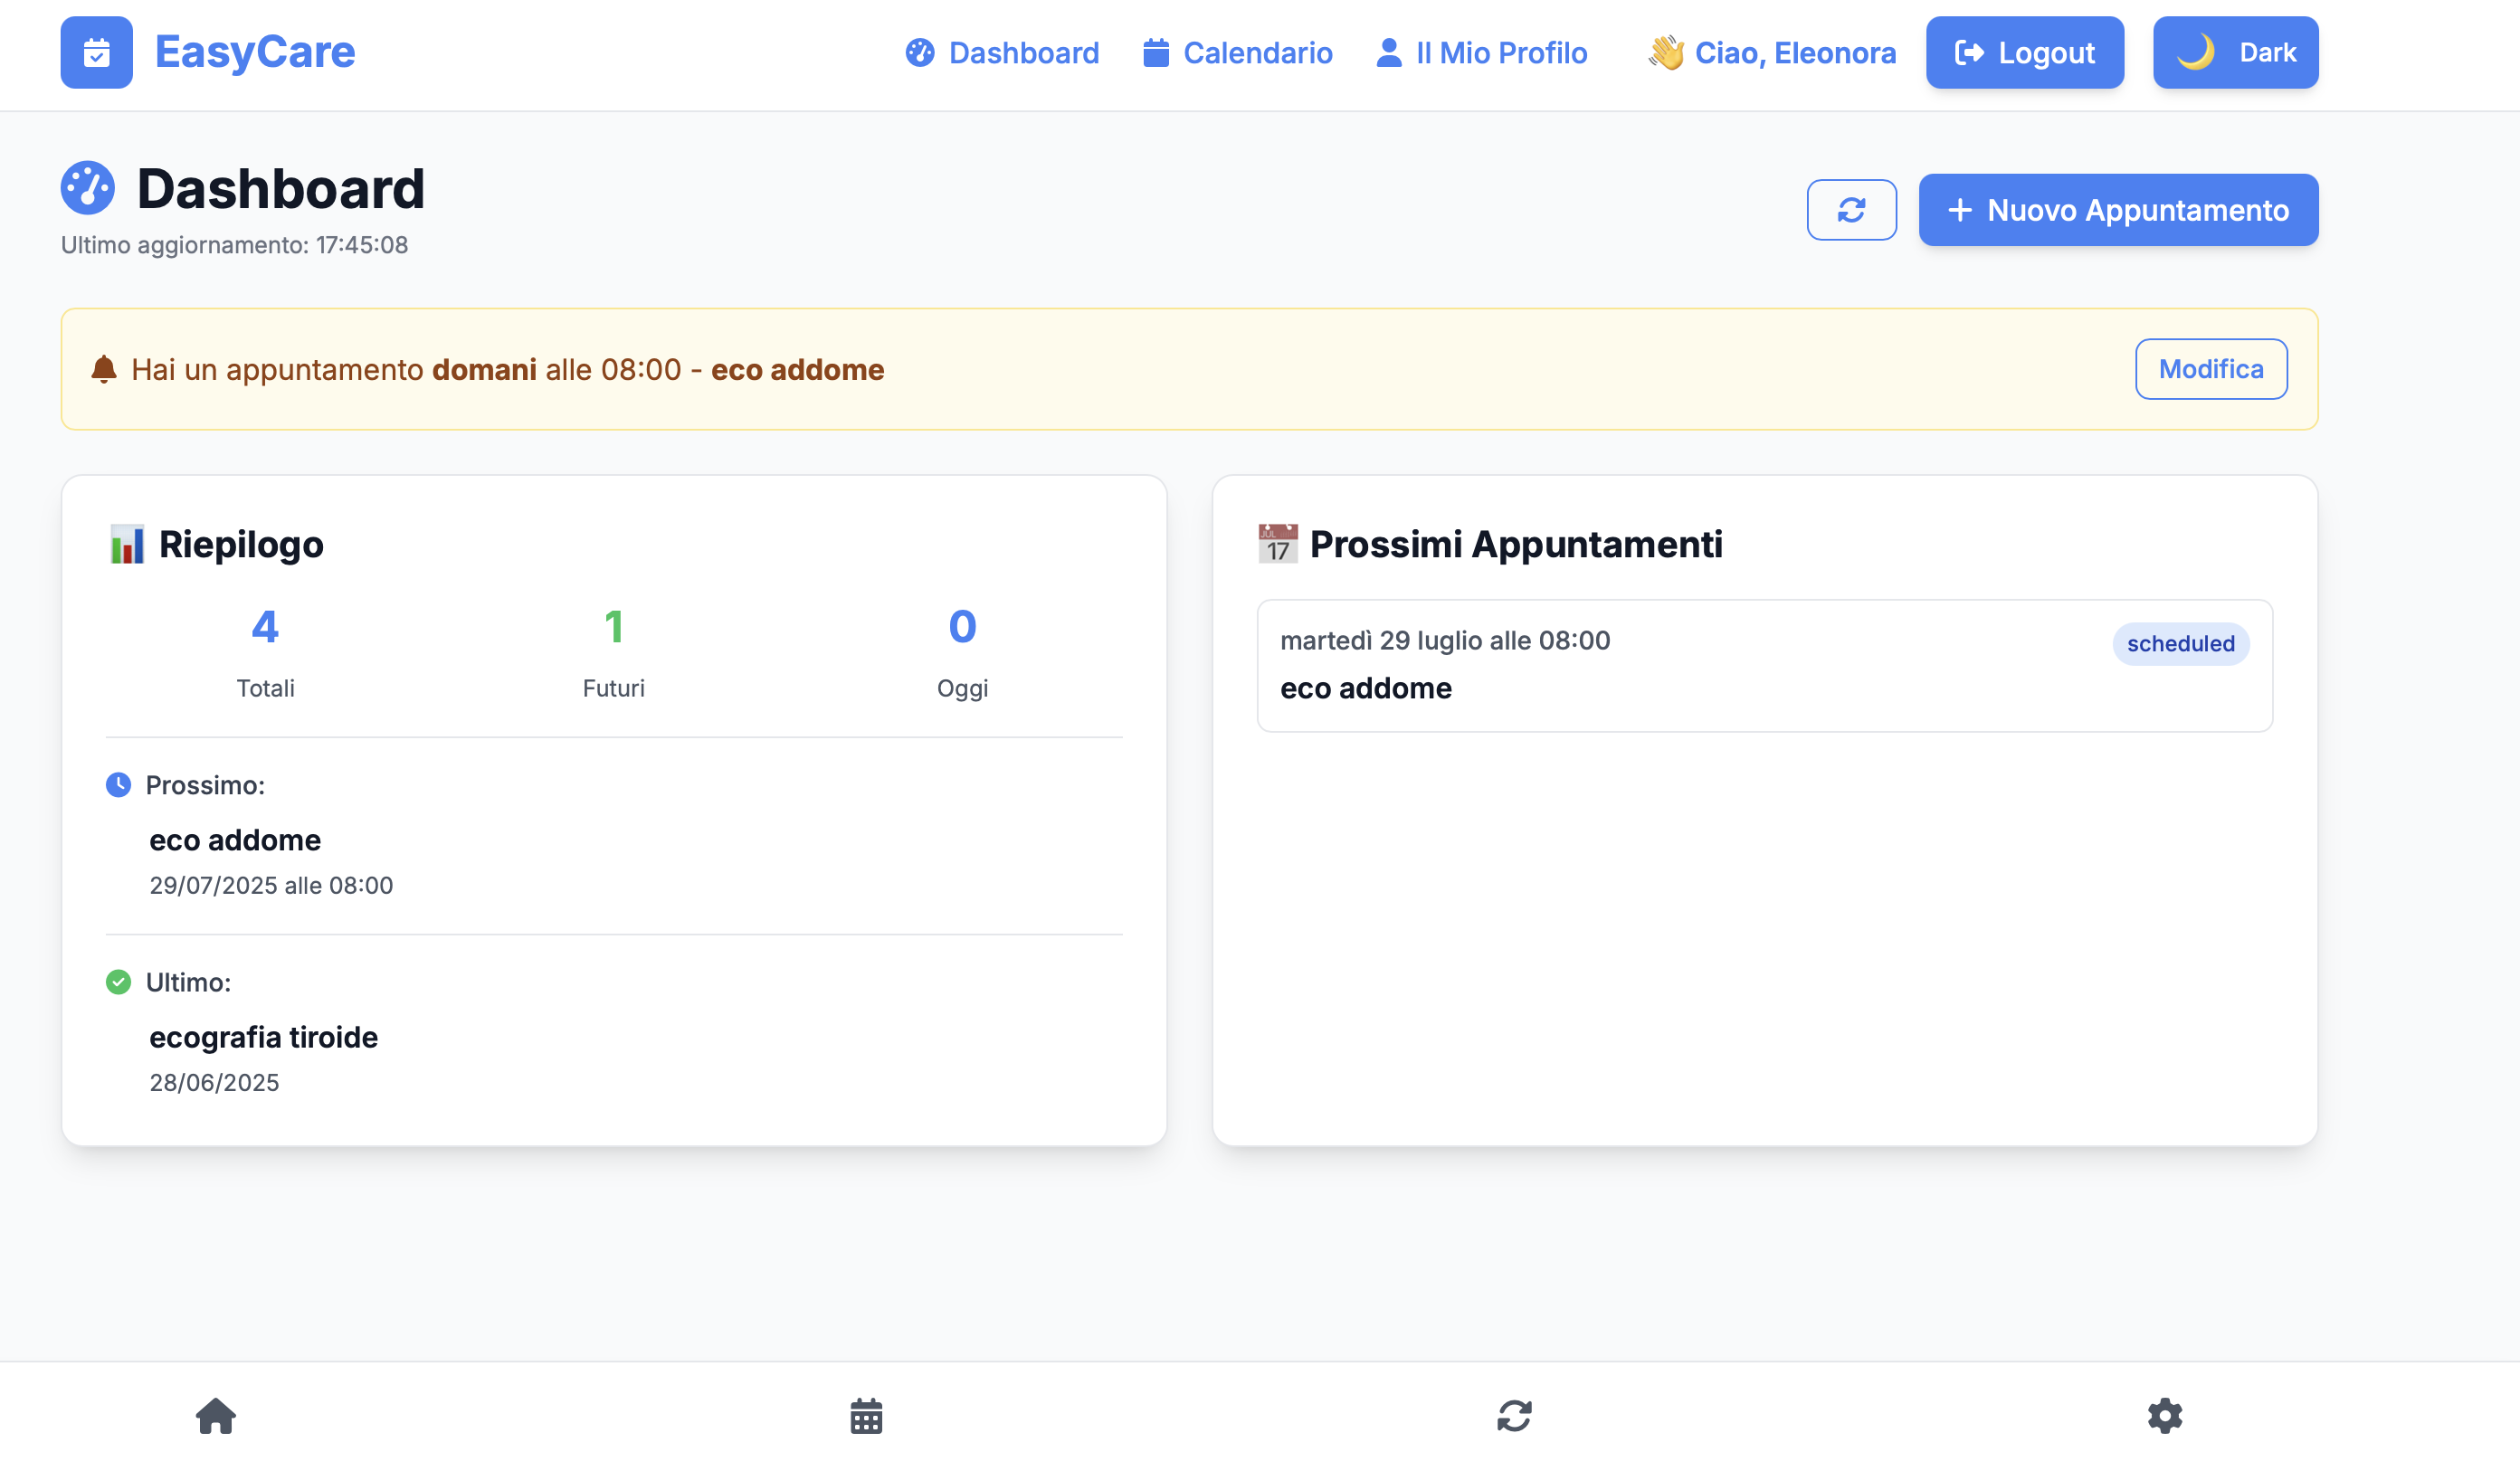 EasyCare
Dashboard
Calendario
Il Mio Profilo
👋 Ciao, Eleonora
Logout
🌙 Dark
Dashboard
Ultimo aggiornamento: 17:45:08
+ Nuovo Appuntamento
Hai un appuntamento domani alle 08:00 - eco addome
Modifica
📊 Riepilogo
4
Totali
1
Futuri
0
Oggi
Prossimo:
eco addome
29/07/2025 alle 08:00
Ultimo:
ecografia tiroide
28/06/2025
📅 Prossimi Appuntamenti
JUL
17
martedì 29 luglio alle 08:00
scheduled
eco addome